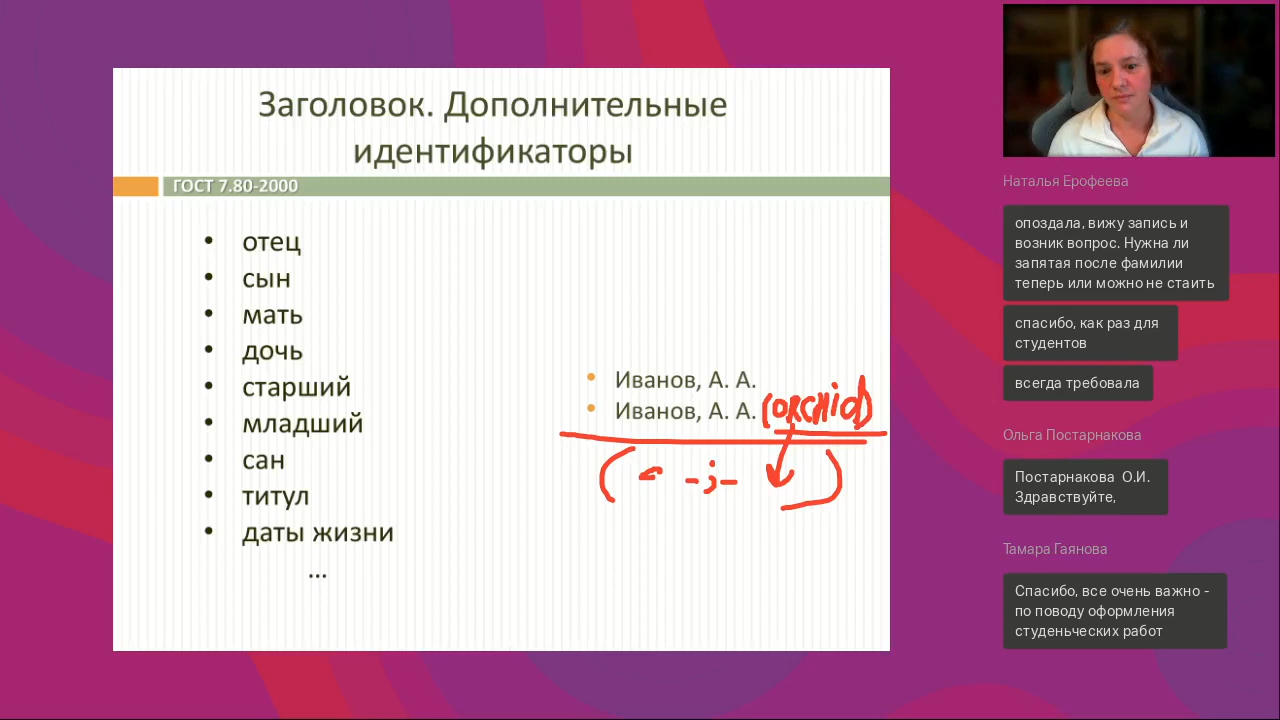 Заголовок. Дополнительные
идентификаторы
ГОСТ 7.80-2000
• отец
• сын
• мать
• дочь
• старший
• младший
• сан
• титул
• даты жизни
...
• Иванов, А. А.
• Иванов, А. А. (orchid)
( - ; - )
Наталья Ерофеева
опоздала, вижу запись и
возник вопрос. Нужна ли
запятая после фамилии
теперь или можно не стаить
спасибо, как раз для
студентов
всегда требовала
Ольга Постарнакова
Постарнакова О.И.
Здравствуйте,
Тамара Гаянова
Спасибо, все очень важно -
по поводу оформления
студеньческих работ